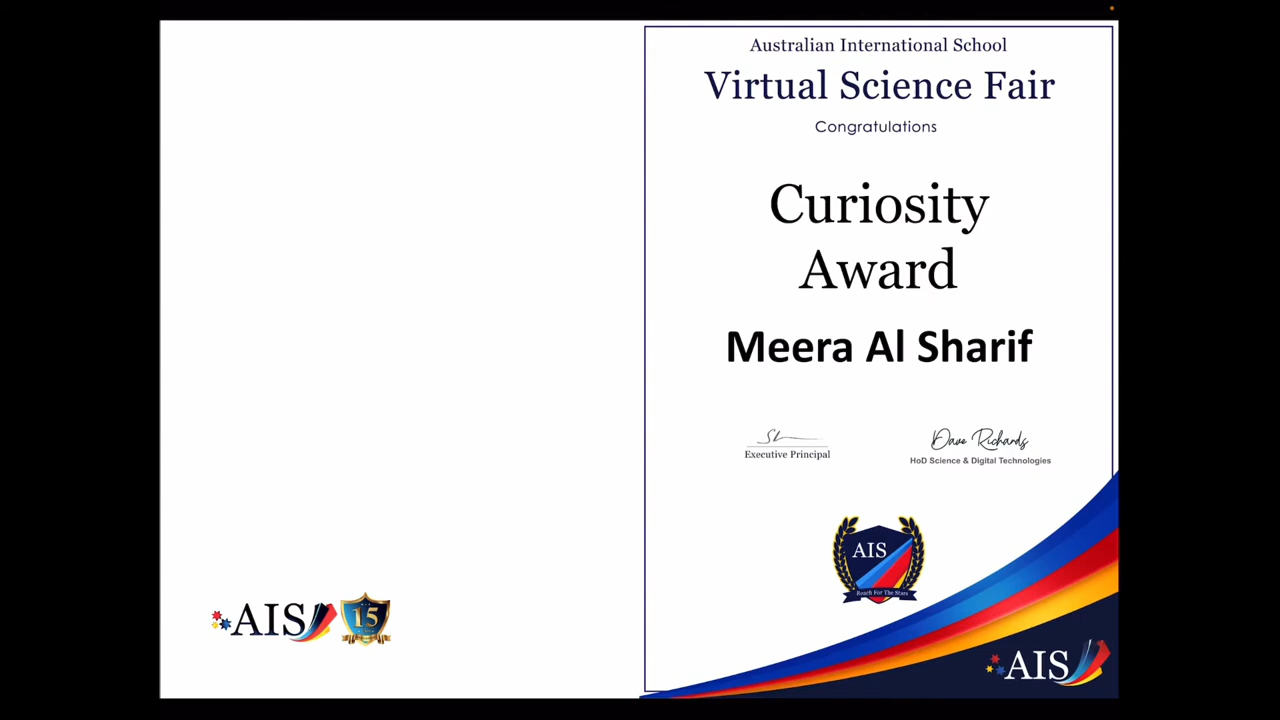 Australian International School
Virtual Science Fair
Congratulations
Curiosity
Award
Meera Al Sharif
Executive Principal
Dave Richards
HoD Science & Digital Technologies
AIS
Reach For The Stars
AIS
15
AIS